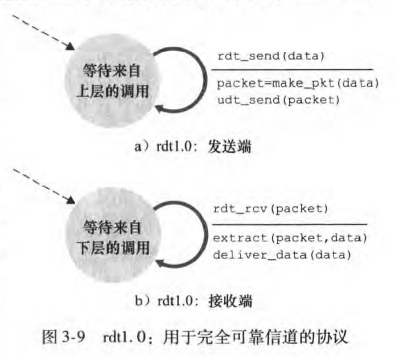 等待来自
上层的调用
rdt_send(data)
packet=make_pkt(data)
udt_send(packet)
a) rdt1.0: 发送端
等待来自
下层的调用
rdt_rcv(packet)
extract(packet,data)
deliver_data(data)
b) rdt1.0: 接收端
图 3-9 rdt1.0: 用于完全可靠信道的协议